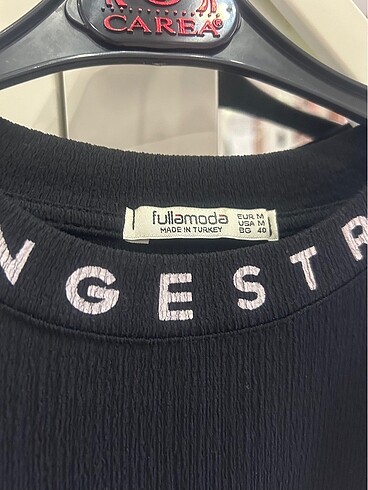 CAREA®
fullamoda
MADE IN TURKEY
EUR M
USA M
BG 40
NGESTR